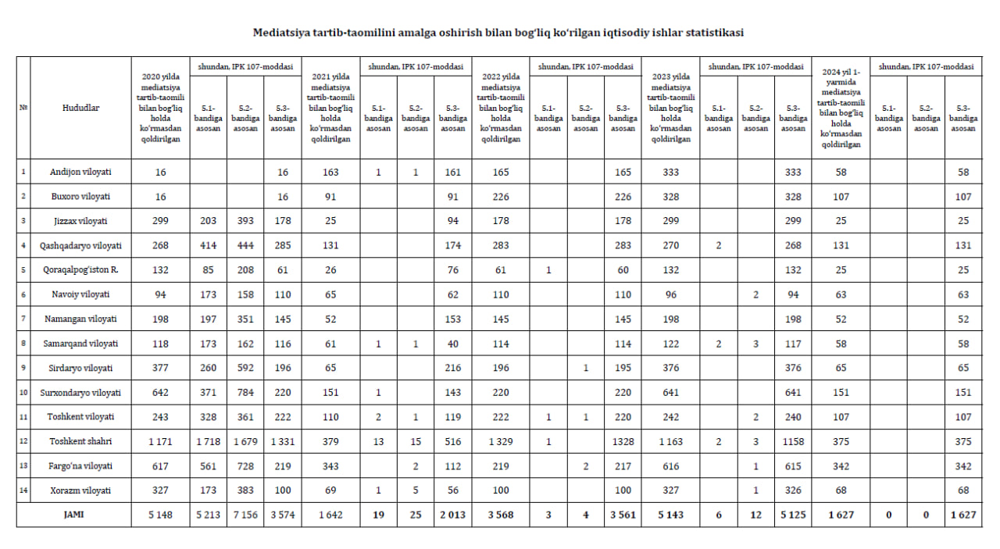 Mediatsiya tartib-taomilini amalga oshirish bilan bog‘liq ko‘rilgan iqtisodiy ishlar statistikasi
№ Hududlar 2020 yilda mediatsiya tartib-taomili bilan bog‘liq holda ko‘rmasdan qoldirilgan shundan, IPK 107-moddasi 2021 yilda mediatsiya tartib-taomili bilan bog‘liq holda ko‘rmasdan qoldirilgan shundan, IPK 107-moddasi 2022 yilda mediatsiya tartib-taomili bilan bog‘liq holda ko‘rmasdan qoldirilgan shundan, IPK 107-moddasi 2023 yilda mediatsiya tartib-taomili bilan bog‘liq holda ko‘rmasdan qoldirilgan shundan, IPK 107-moddasi 2024 yil 1-yarmida mediatsiya tartib-taomili bilan bog‘liq holda ko‘rmasdan qoldirilgan shundan, IPK 107-moddasi
5.1-bandiga asosan 5.2-bandiga asosan 5.3-bandiga asosan 5.1-bandiga asosan 5.2-bandiga asosan 5.3-bandiga asosan 5.1-bandiga asosan 5.2-bandiga asosan 5.3-bandiga asosan 5.1-bandiga asosan 5.2-bandiga asosan 5.3-bandiga asosan 5.1-bandiga asosan 5.2-bandiga asosan 5.3-bandiga asosan
1 Andijon viloyati 16 16 163 1 1 161 165 165 333 333 58 58
2 Buxoro viloyati 16 16 91 91 226 226 328 328 107 107
3 Jizzax viloyati 299 203 393 178 25 94 178 178 299 299 25 25
4 Qashqadaryo viloyati 268 414 444 285 131 174 283 283 270 2 268 131 131
5 Qoraqalpog‘iston R. 132 85 208 61 26 76 61 1 60 132 132 25 25
6 Navoiy viloyati 94 173 158 110 65 62 110 110 96 2 94 63 63
7 Namangan viloyati 198 197 351 145 52 153 145 145 198 198 52 52
8 Samarqand viloyati 118 173 162 116 61 1 1 40 114 114 122 2 3 117 58 58
9 Sirdaryo viloyati 377 260 592 196 65 216 196 1 195 376 376 65 65
10 Surxondaryo viloyati 642 371 784 220 151 1 143 220 220 641 641 151 151
11 Toshkent viloyati 243 328 361 222 110 2 1 119 222 1 1 220 242 2 240 107 107
12 Toshkent shahri 1 171 1 718 1 679 1 331 379 13 15 516 1 329 1 1328 1 163 2 3 1158 375 375
13 Farg‘ona viloyati 617 561 728 219 343 2 112 219 2 217 616 1 615 342 342
14 Xorazm viloyati 327 173 383 100 69 1 5 56 100 100 327 1 326 68 68
JAMI 5 148 5 213 7 156 3 574 1 642 19 25 2 013 3 568 3 4 3 561 5 143 6 12 5 125 1 627 0 0 1 627